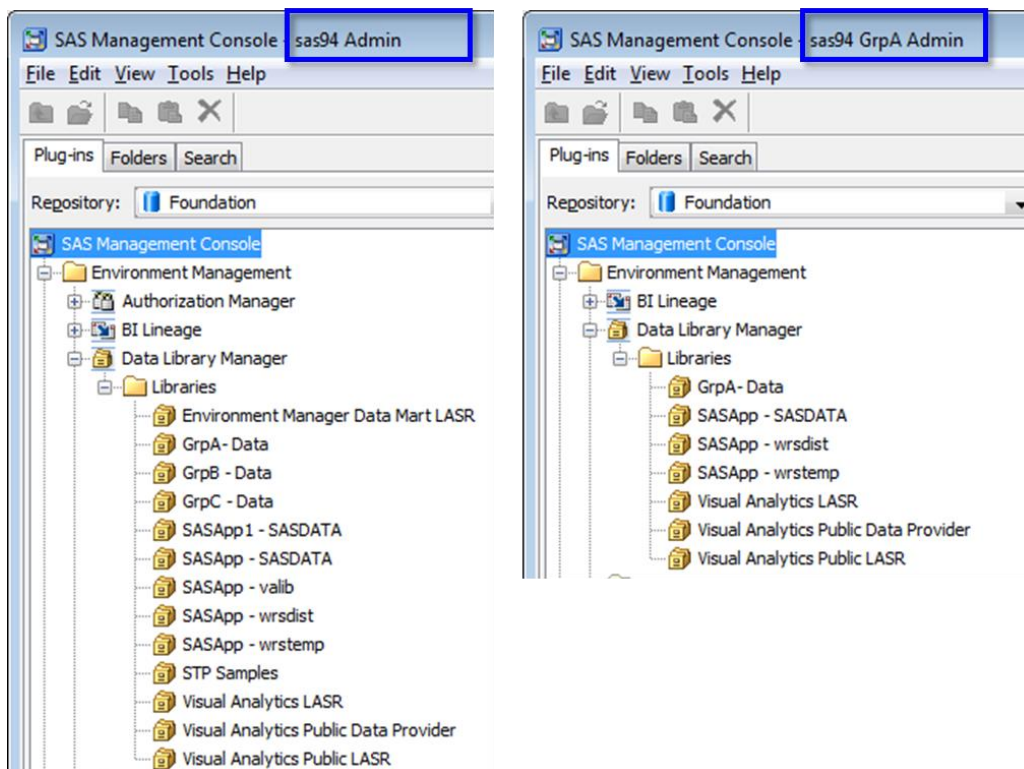 SAS Management Console - sas94 Admin
File Edit View Tools Help
Plug-ins Folders Search
Repository: Foundation
SAS Management Console
Environment Management
Authorization Manager
BI Lineage
Data Library Manager
Libraries
Environment Manager Data Mart LASR
GrpA- Data
GrpB - Data
GrpC - Data
SASApp1 - SASDATA
SASApp - SASDATA
SASApp - valib
SASApp - wrsdist
SASApp - wrstemp
STP Samples
Visual Analytics LASR
Visual Analytics Public Data Provider
Visual Analytics Public LASR
SAS Management Console - sas94 GrpA Admin
File Edit View Tools Help
Plug-ins Folders Search
Repository: Foundation
SAS Management Console
Environment Management
BI Lineage
Data Library Manager
Libraries
GrpA- Data
SASApp - SASDATA
SASApp - wrsdist
SASApp - wrstemp
Visual Analytics LASR
Visual Analytics Public Data Provider
Visual Analytics Public LASR